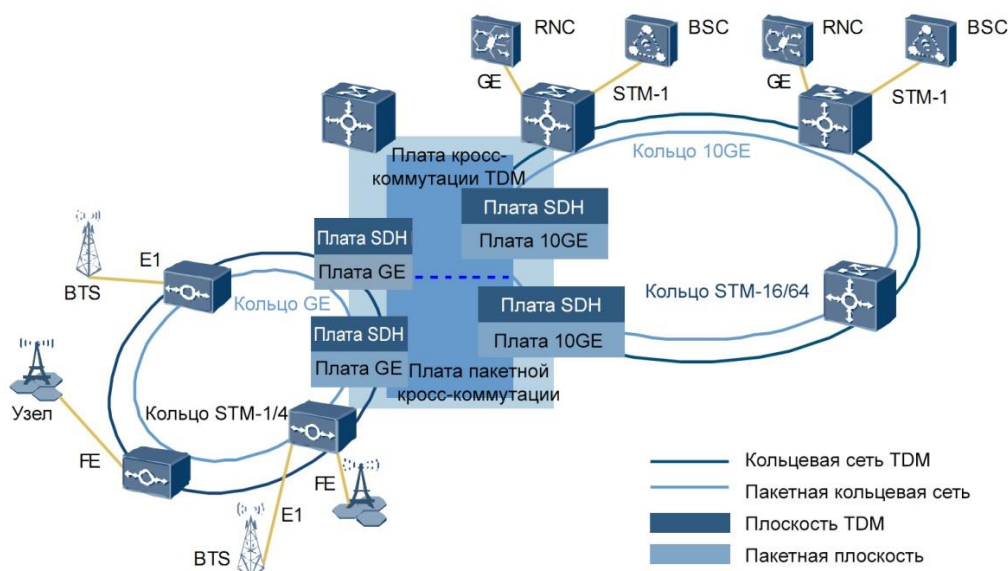 RNC
BSC
RNC
BSC
GE
STM-1
GE
STM-1
Плата кросс-
коммутации TDM
Кольцо 10GE
Плата SDH
Плата 10GE
Плата SDH
Плата GE
E1
BTS
Кольцо GE
Плата SDH
Плата 10GE
Кольцо STM-16/64
Плата SDH
Плата GE
Плата пакетной
кросс-коммутации
Узел
Кольцо STM-1/4
FE
FE
E1
BTS
Кольцевая сеть TDM
Пакетная кольцевая сеть
Плоскость TDM
Пакетная плоскость